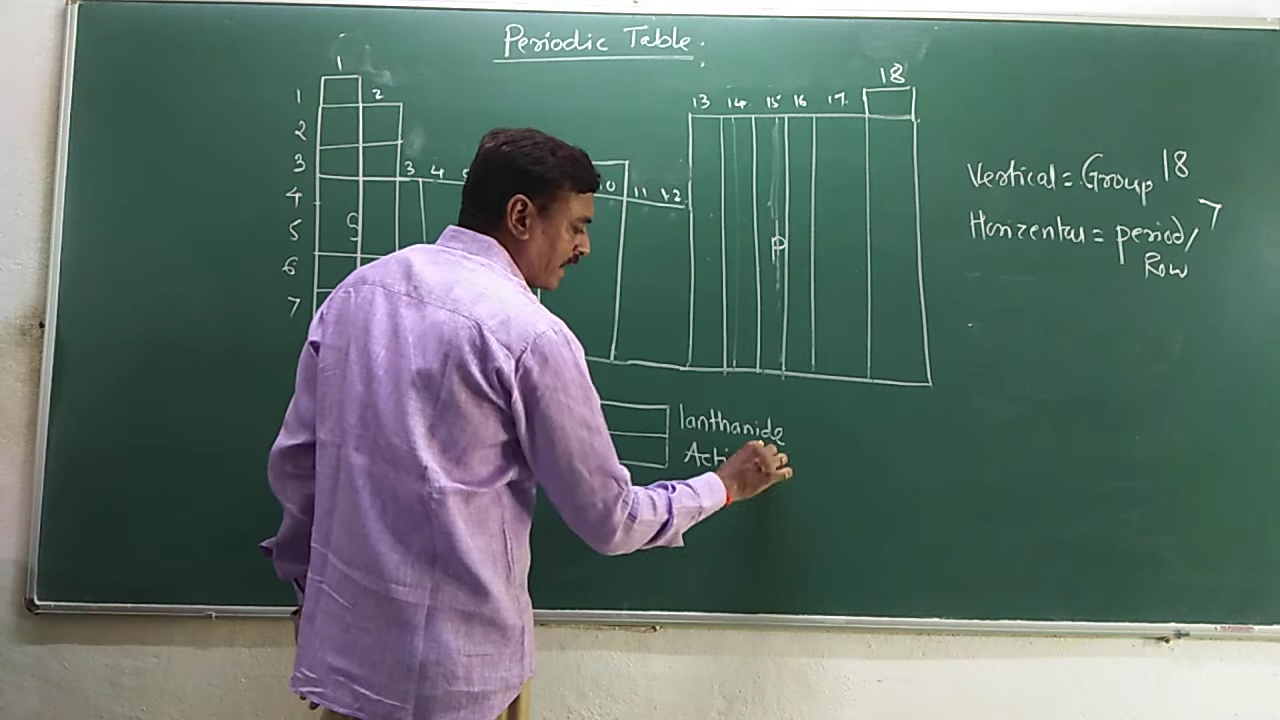 Periodic Table.
1
18
1
2
13 14 15 16 17
2
3
3 4
11 12
4
5
S
P
6
7
Vertical = Group 18
Horizental = period/ 7
Row
lanthanide
Acti